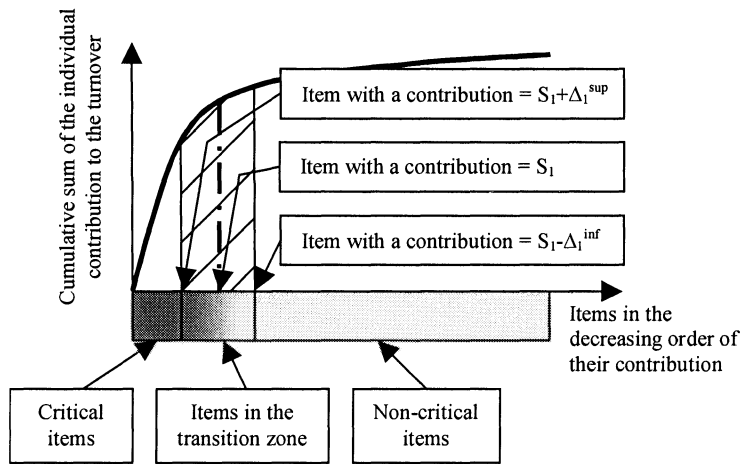 Cumulative sum of the individual
contribution to the turnover
Item with a contribution = S₁+Δ₁ˢᵘᵖ
Item with a contribution = S₁
Item with a contribution = S₁-Δ₁ⁱⁿᶠ
Items in the
decreasing order of
their contribution
Critical
items
Items in the
transition zone
Non-critical
items